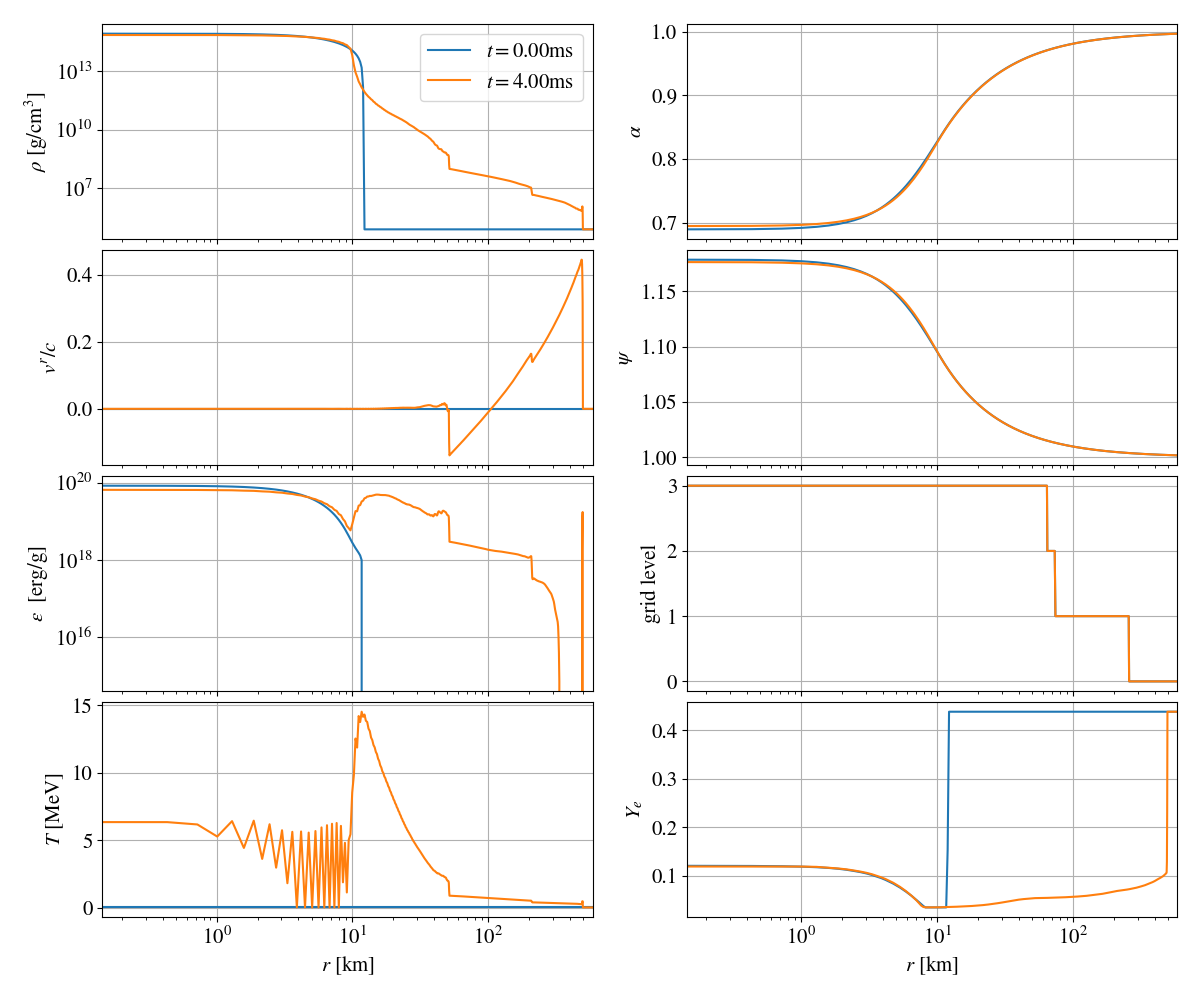 ρ [g/cm³]
10¹³
10¹⁰
10⁷
t = 0.00ms
t = 4.00ms
α
1.0
0.9
0.8
0.7
vʳ/c
0.4
0.2
0.0
ψ
1.15
1.10
1.05
1.00
ε [erg/g]
10²⁰
10¹⁸
10¹⁶
grid level
3
2
1
0
T [MeV]
15
10
5
0
10⁰
10¹
10²
r [km]
Yₑ
0.4
0.3
0.2
0.1
10⁰
10¹
10²
r [km]